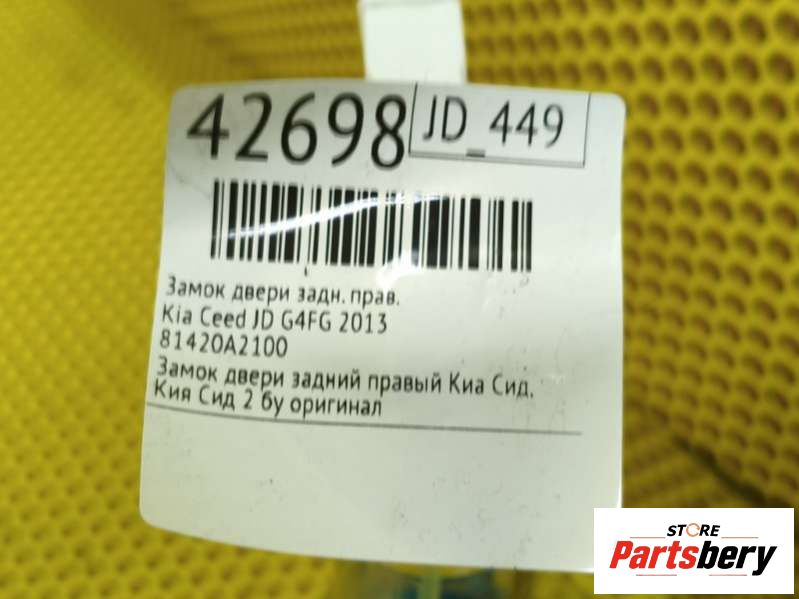 42698 JD_449
Замок двери задн. прав.
Kia Ceed JD G4FG 2013
81420A2100
Замок двери задний правый Киа Сид,
Кия Сид 2 бу оригинал
STORE
Partsbery